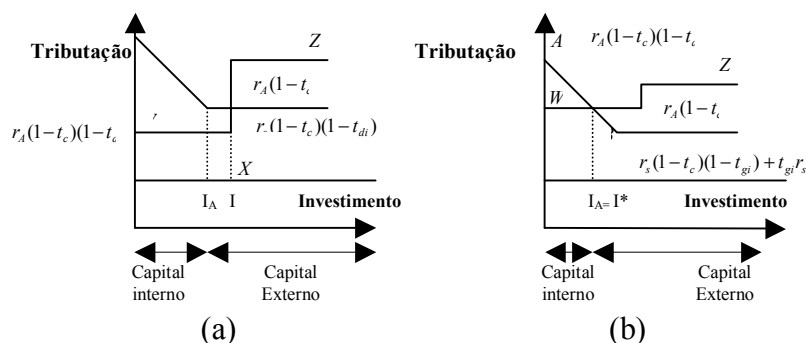 Tributação
Z
r_A(1-t_c
r_A(1-t_c)(1-t_c
(1-t_c)(1-t_di)
X
I_A
I
Investimento
Capital
interno
Capital
Externo
(a)
Tributação
A
r_A(1-t_c)(1-t_c
Z
W
r_A(1-t_c
r_s(1-t_c)(1-t_gi)+t_gi r_s
I_A= I*
Investimento
Capital
interno
Capital
Externo
(b)